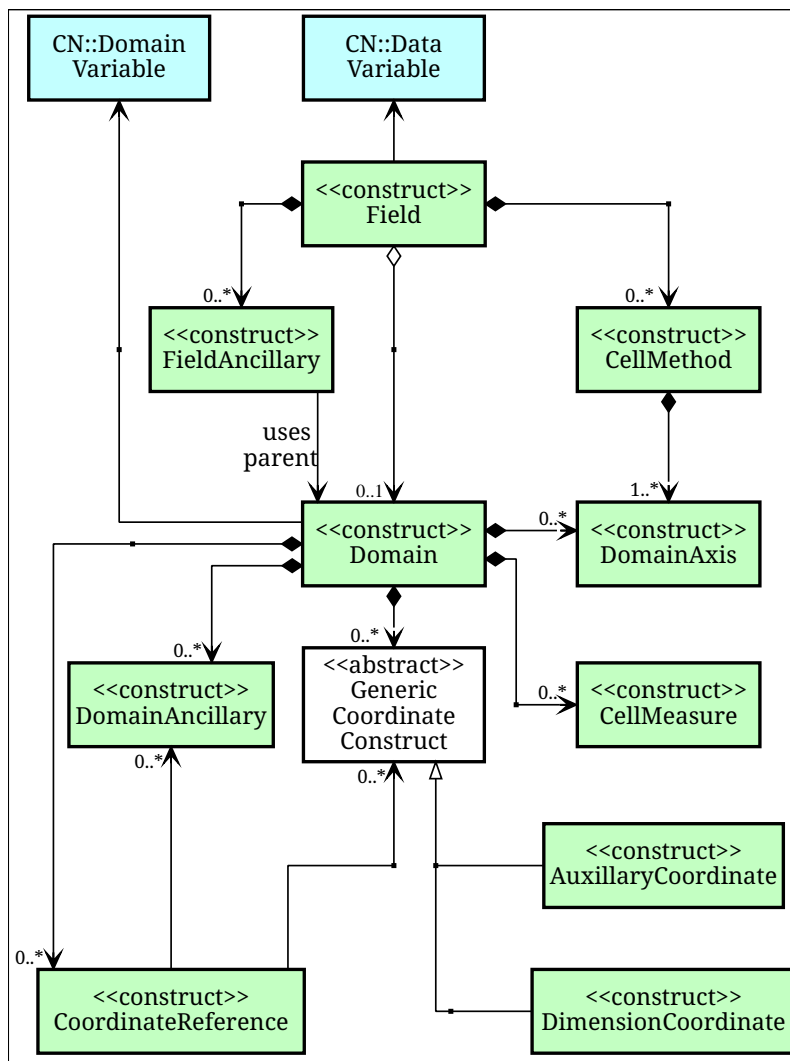 CN::Domain
Variable
CN::Data
Variable
<<construct>>
Field
0..*
0..*
<<construct>>
FieldAncillary
<<construct>>
CellMethod
uses
parent
0..1
1..*
<<construct>>
Domain
0..*
<<construct>>
DomainAxis
0..*
0..*
<<construct>>
DomainAncillary
<<abstract>>
Generic
Coordinate
Construct
0..*
<<construct>>
CellMeasure
0..*
0..*
<<construct>>
AuxillaryCoordinate
0..*
<<construct>>
CoordinateReference
<<construct>>
DimensionCoordinate